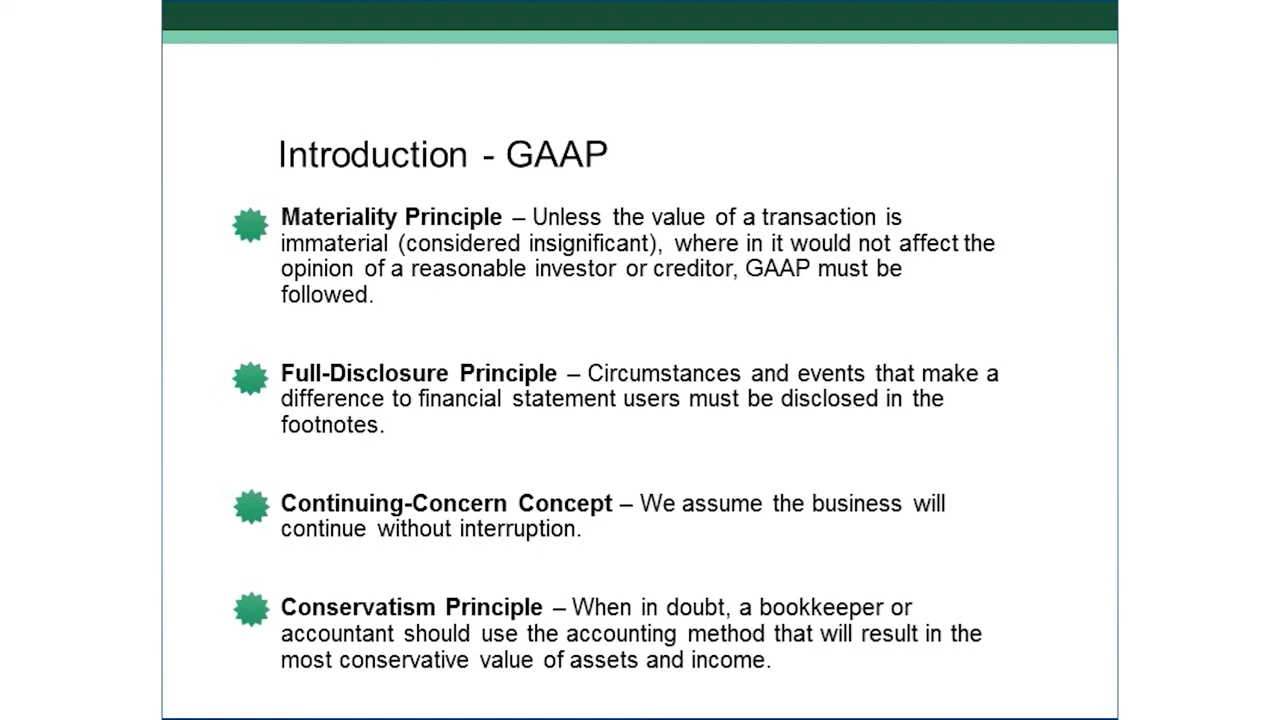 Introduction - GAAP
Materiality Principle – Unless the value of a transaction is
immaterial (considered insignificant), where in it would not affect the
opinion of a reasonable investor or creditor, GAAP must be
followed.
Full-Disclosure Principle – Circumstances and events that make a
difference to financial statement users must be disclosed in the
footnotes.
Continuing-Concern Concept – We assume the business will
continue without interruption.
Conservatism Principle – When in doubt, a bookkeeper or
accountant should use the accounting method that will result in the
most conservative value of assets and income.